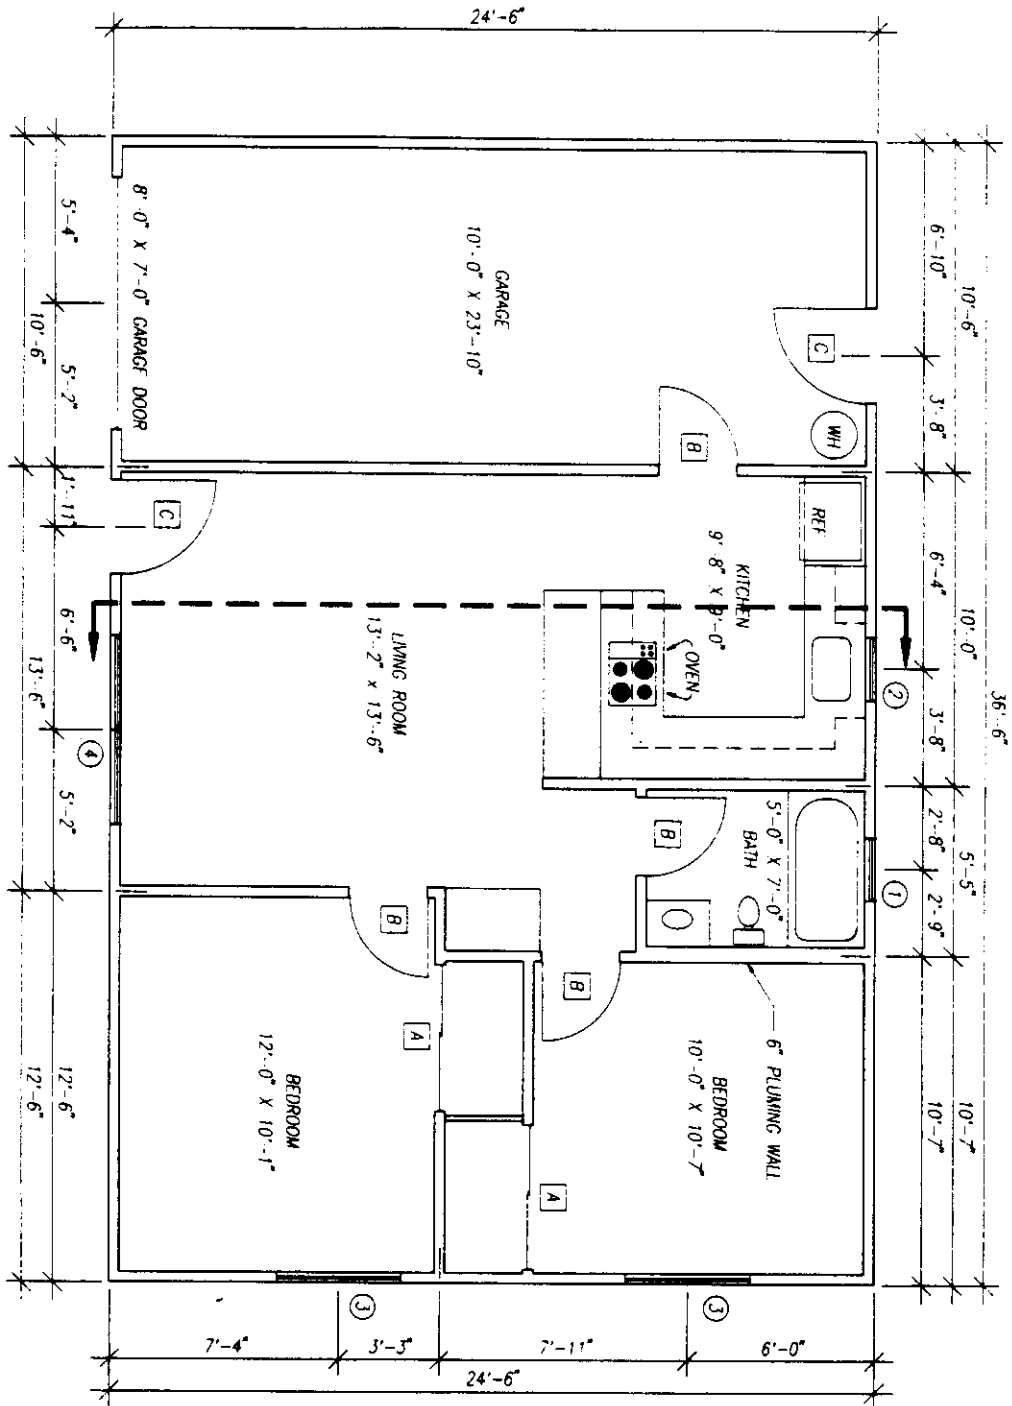 36'-6"
10'-6"
10'-0"
5'-5"
10'-7"
6'-10"
3'-8"
6'-4"
3'-8"
2'-8"
2'-9"
10'-7"
2
1
C
WH
REF
24'-6"
B
KITCHEN
9'-8" X 9'-0"
OVEN
BATH
5'-0" X 7'-0"
B
6" PLUMING WALL
BEDROOM
10'-0" X 10'-7"
B
A
GARAGE
10'-0" X 23'-10"
LIVING ROOM
13'-2" x 13'-6"
B
A
BEDROOM
12'-0" X 10'-1"
8'-0" X 7'-0" GARAGE DOOR
C
4
3
3
6'-0"
7'-11"
3'-3"
7'-4"
24'-6"
5'-4"
5'-2"
1'-11"
6'-6"
5'-2"
12'-6"
10'-6"
13'-6"
12'-6"